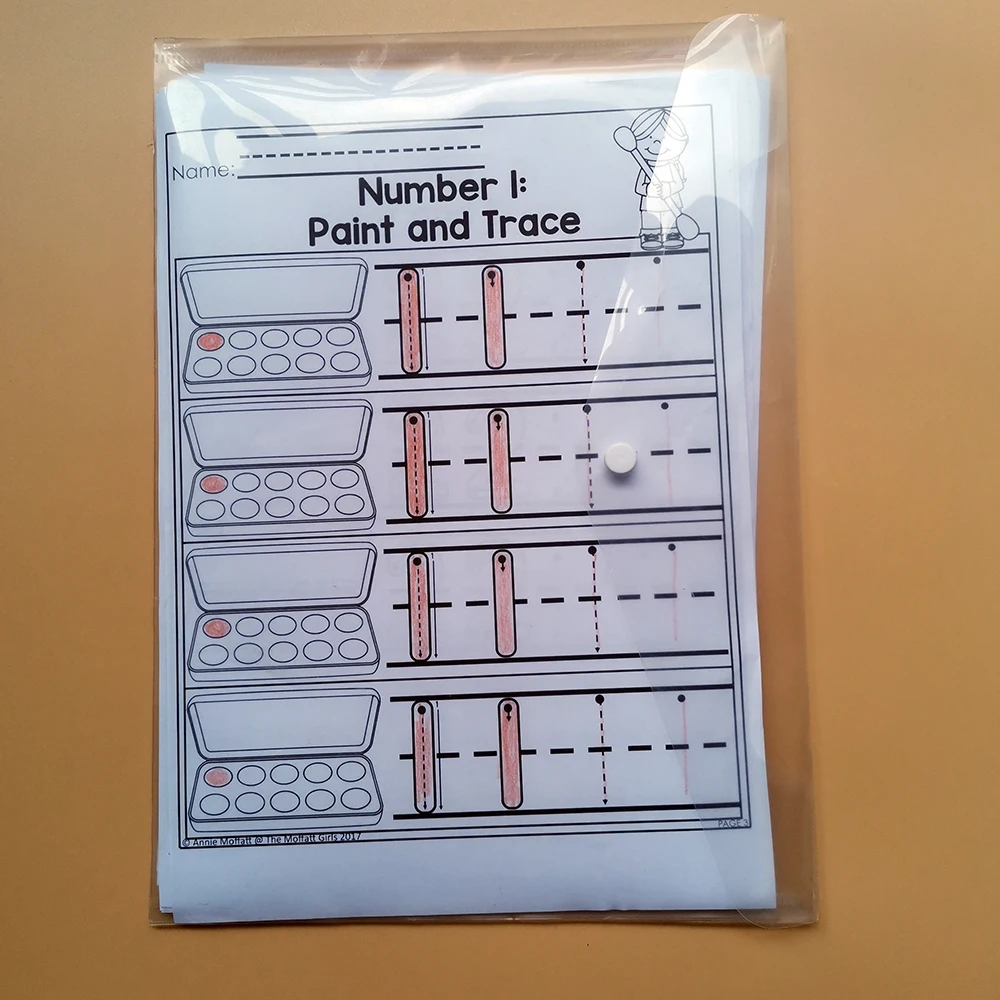 Name:
Number 1:
Paint and Trace
© Annie Moffatt @ The Moffatt Girls 2017
PAGE 3